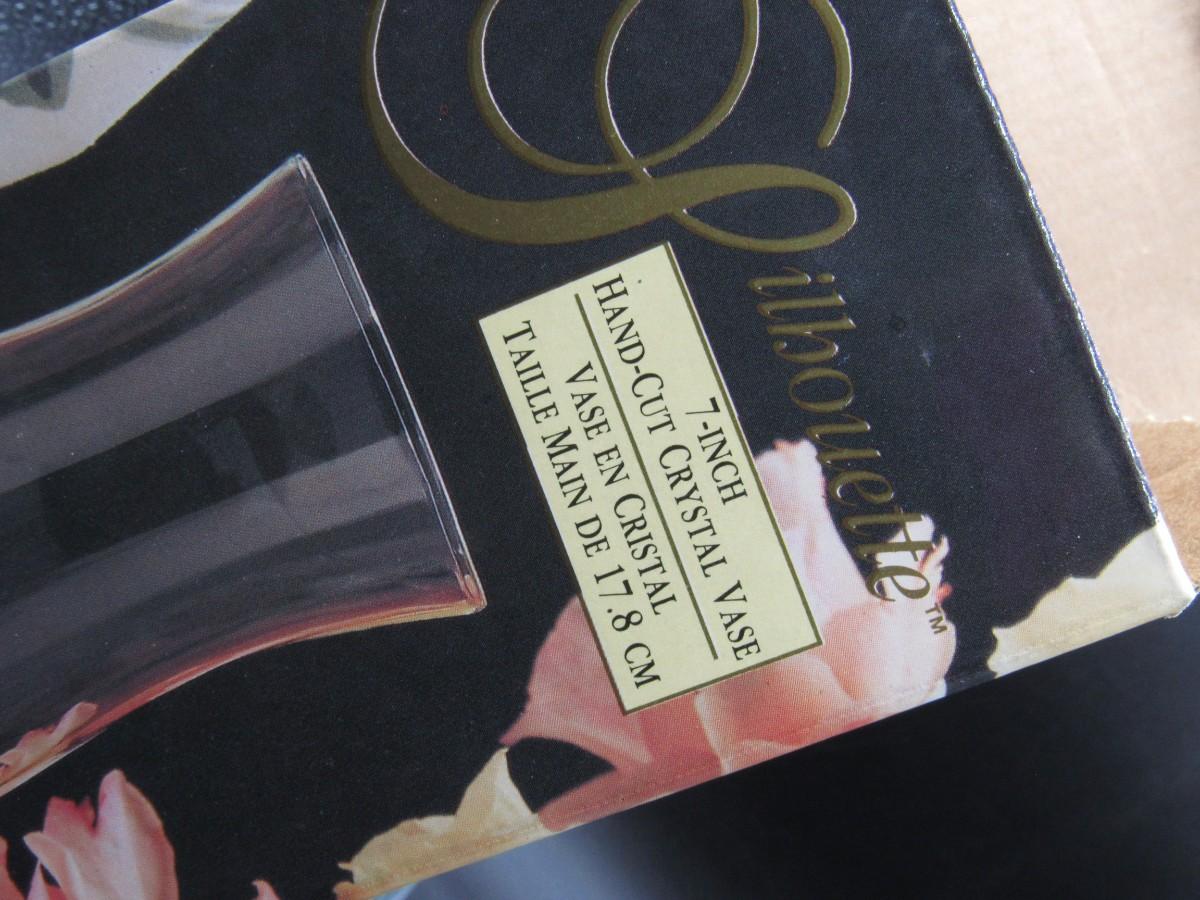 Silhouette™
7-INCH
HAND-CUT CRYSTAL VASE
VASE EN CRISTAL
TAILLE MAIN DE 17.8 CM